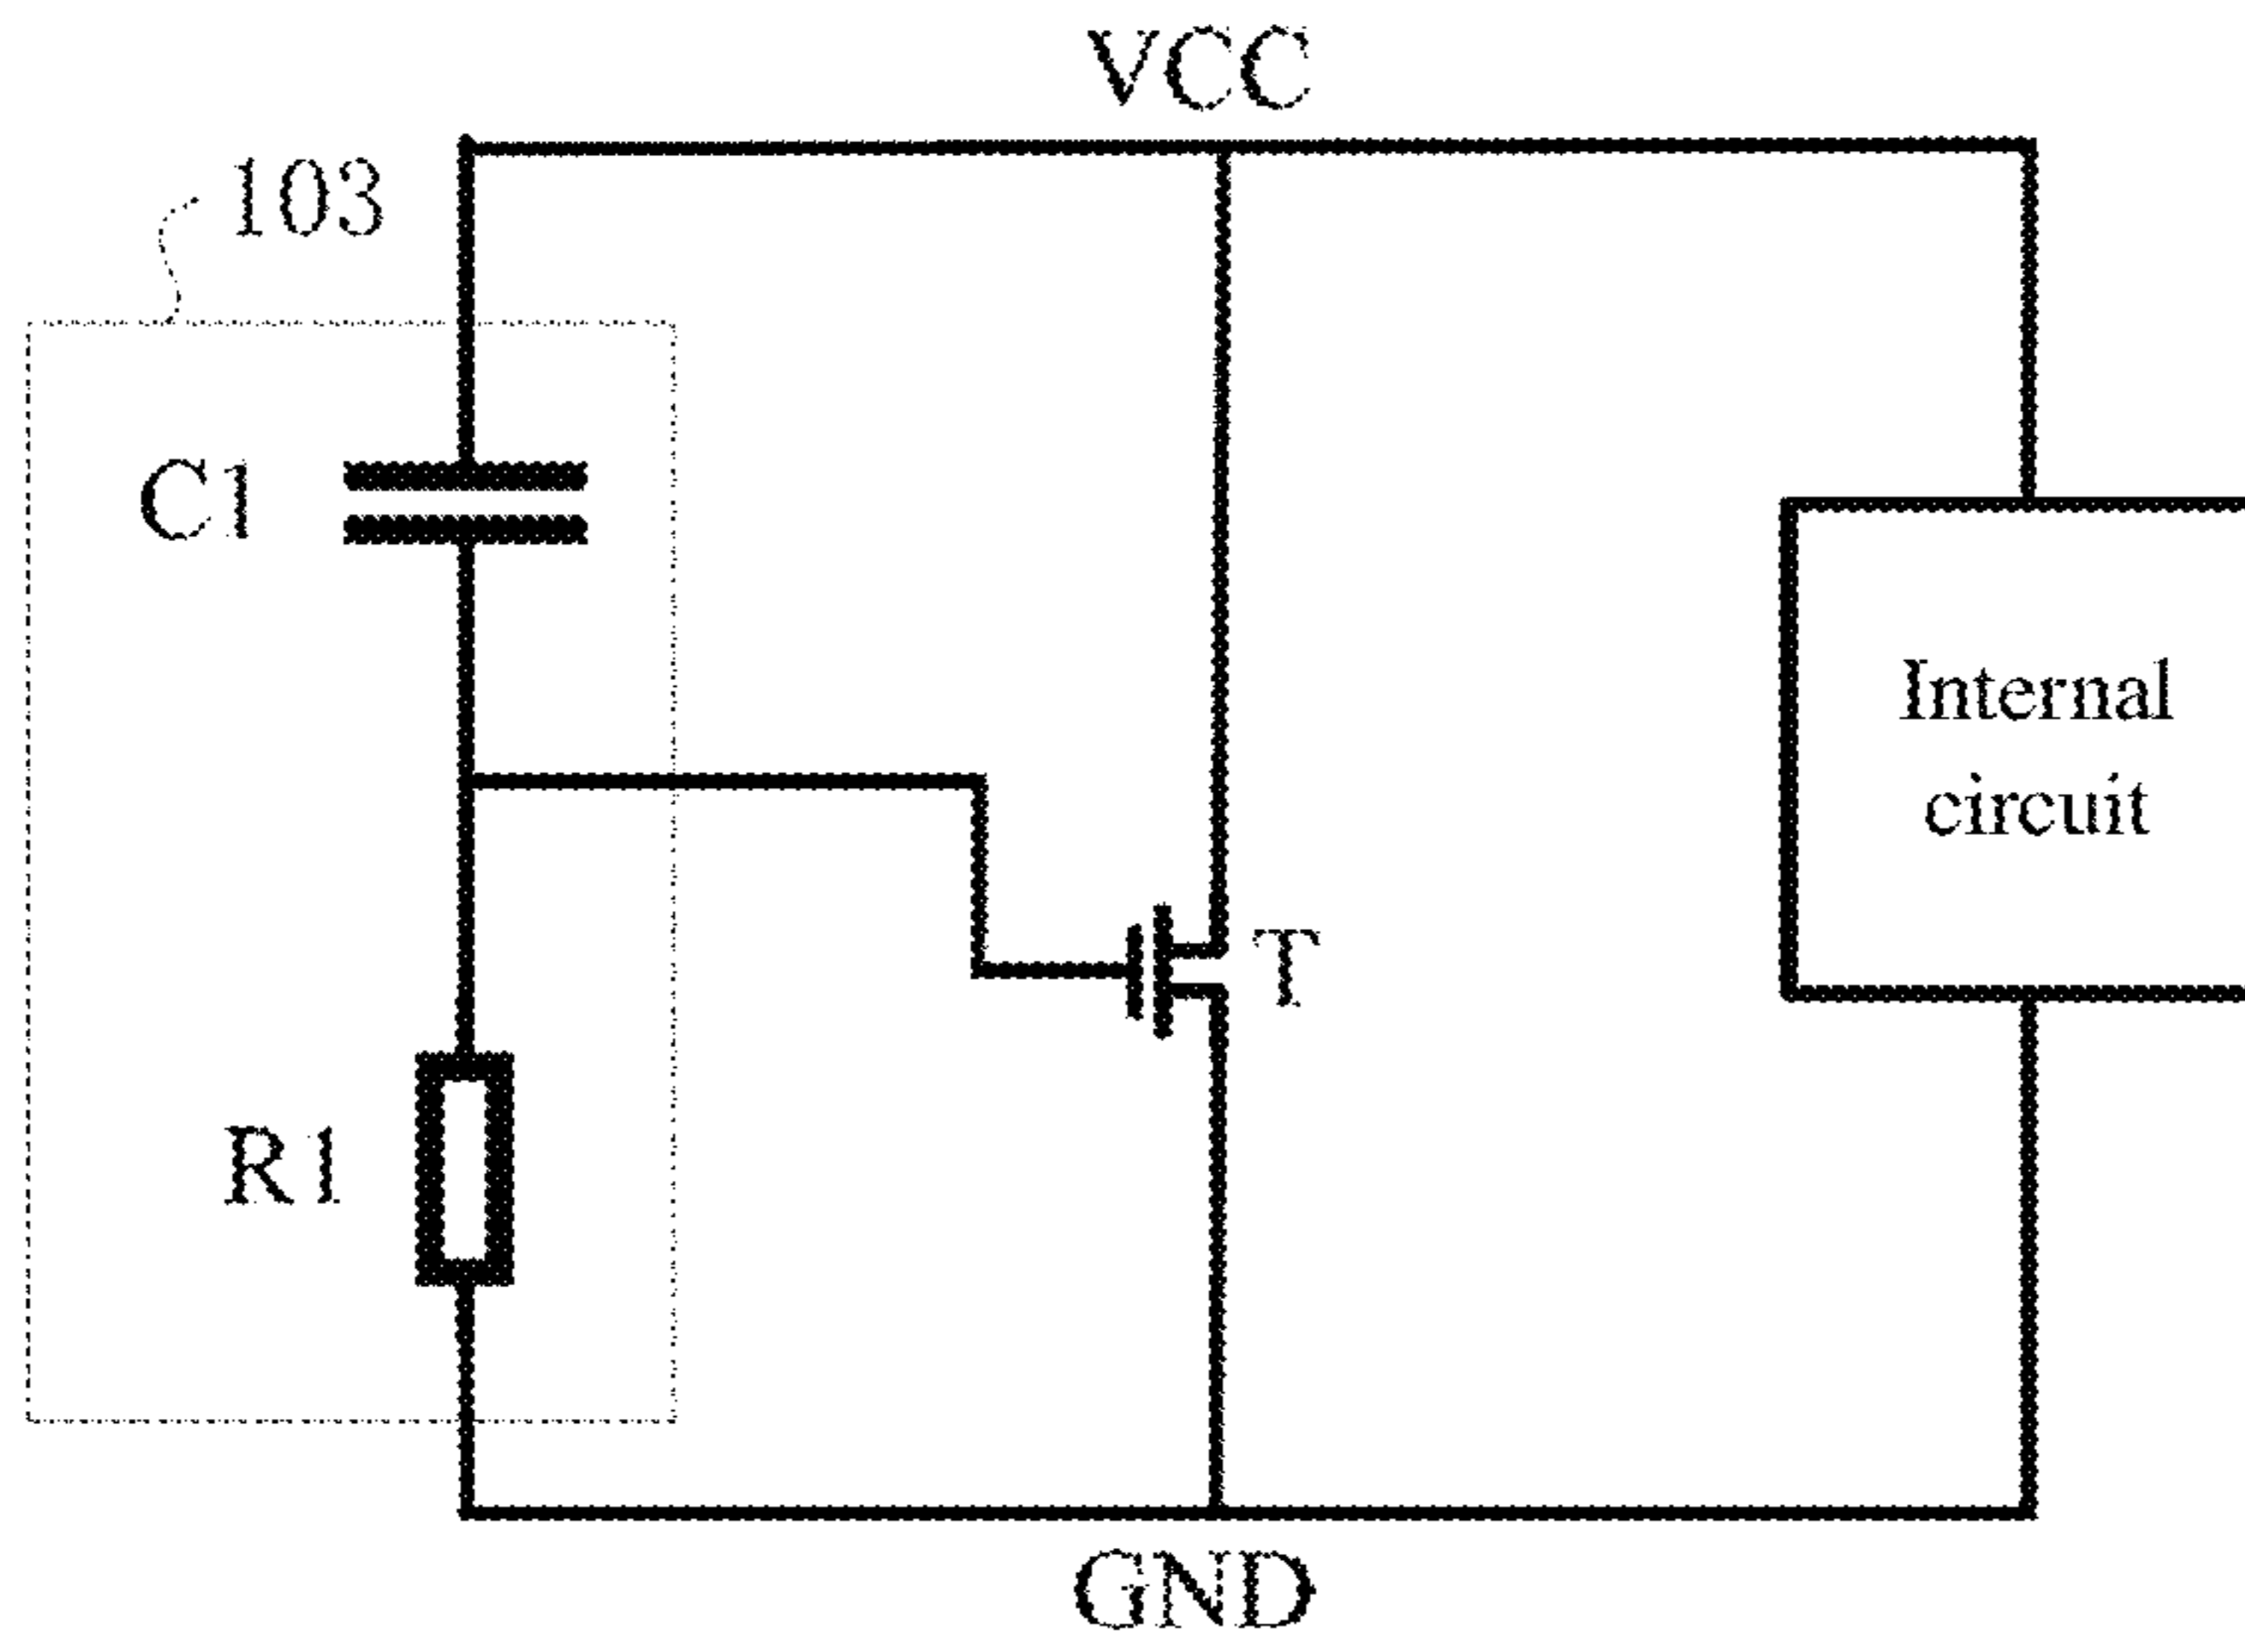 VCC
103
C1
Internal
circuit
T
R1
GND